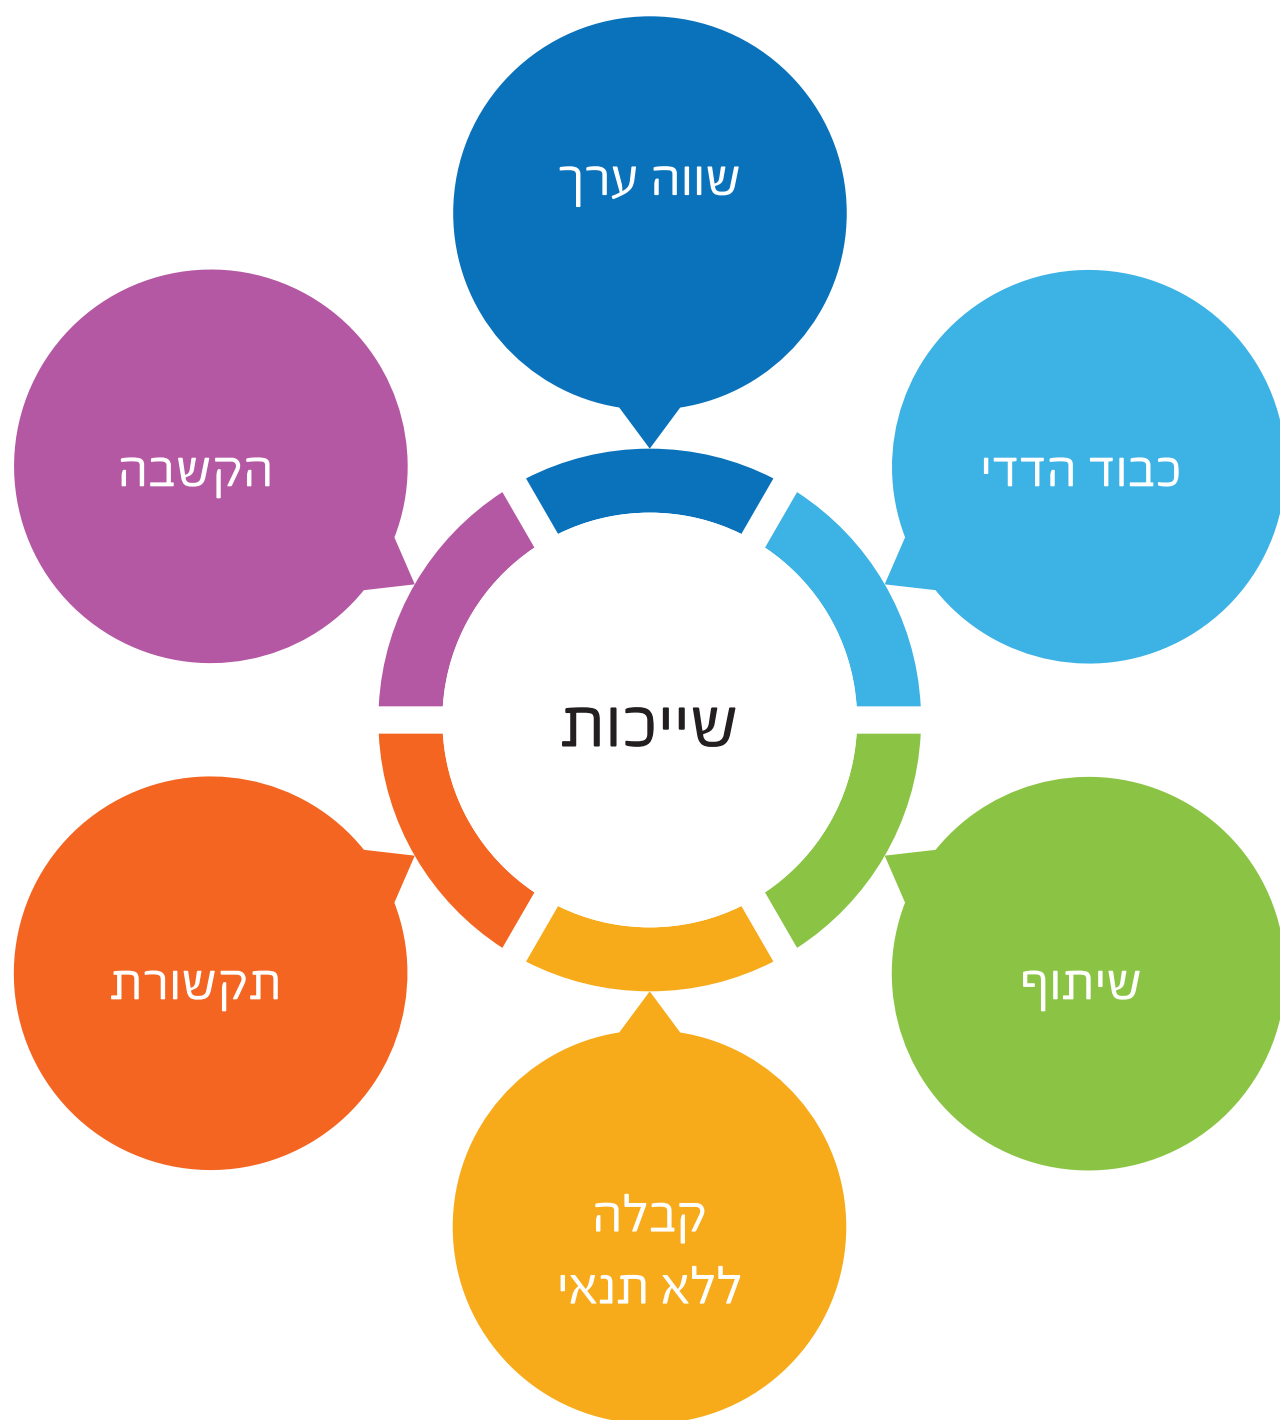 שווה ערך
כבוד הדדי
הקשבה
שייכות
שיתוף
תקשורת
קבלה
ללא תנאי